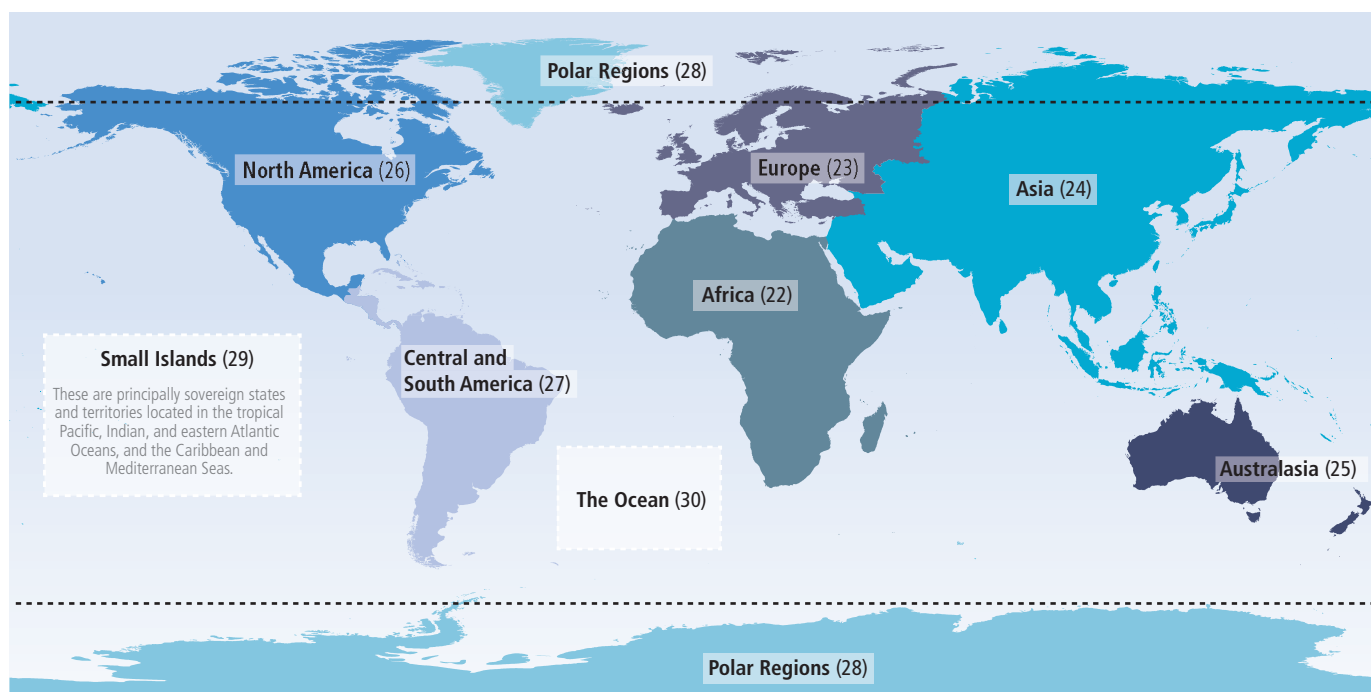 Polar Regions (28)
North America (26)
Europe (23)
Asia (24)
Africa (22)
Small Islands (29)
These are principally sovereign states
and territories located in the tropical
Pacific, Indian, and eastern Atlantic
Oceans, and the Caribbean and
Mediterranean Seas.
Central and
South America (27)
Australasia (25)
The Ocean (30)
Polar Regions (28)